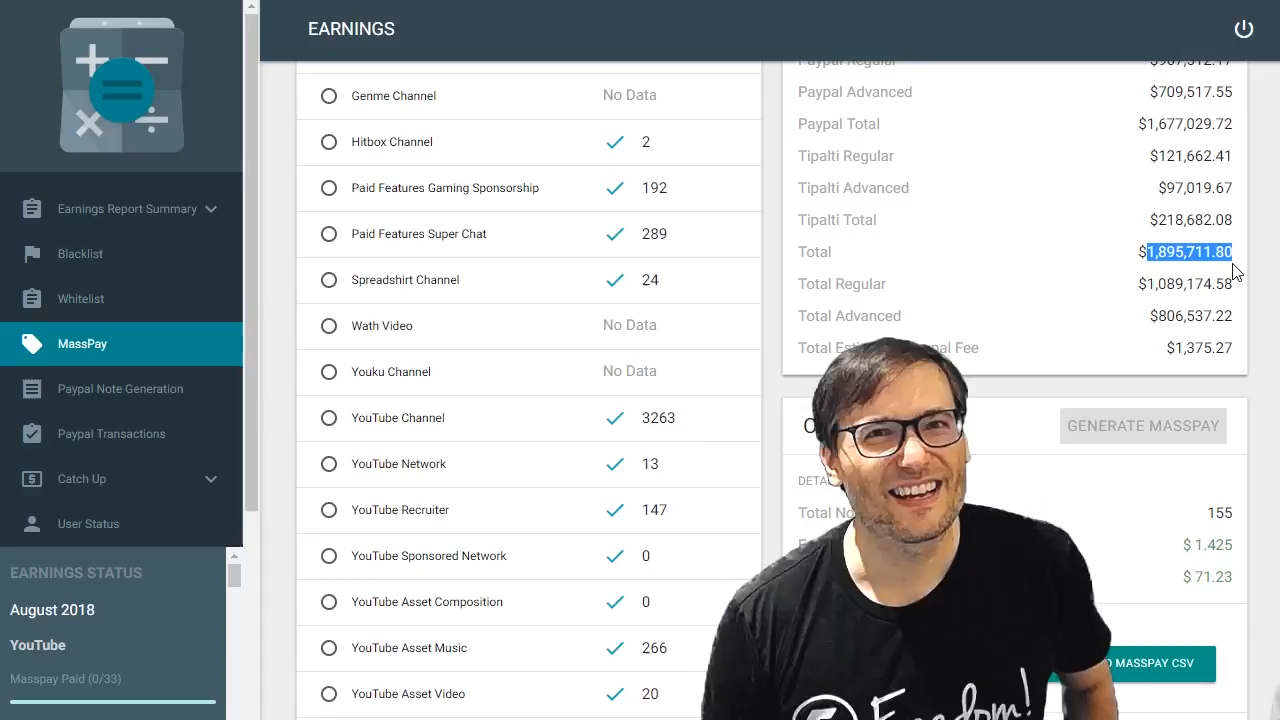 EARNINGS
Earnings Report Summary
Blacklist
Whitelist
MassPay
Paypal Note Generation
Paypal Transactions
Catch Up
User Status
EARNINGS STATUS
August 2018
YouTube
Masspay Paid (0/33)
Genme Channel No Data
Hitbox Channel 2
Paid Features Gaming Sponsorship 192
Paid Features Super Chat 289
Spreadshirt Channel 24
Wath Video No Data
Youku Channel No Data
YouTube Channel 3263
YouTube Network 13
YouTube Recruiter 147
YouTube Sponsored Network 0
YouTube Asset Composition 0
YouTube Asset Music 266
YouTube Asset Video 20
Paypal Regular
Paypal Advanced $709,517.55
Paypal Total $1,677,029.72
Tipalti Regular $121,662.41
Tipalti Advanced $97,019.67
Tipalti Total $218,682.08
Total $1,895,711.80
Total Regular $1,089,174.58
Total Advanced $806,537.22
Total Fee $1,375.27
GENERATE MASSPAY
Total 155
$ 1.425
$ 71.23
MASSPAY CSV
Freedom!